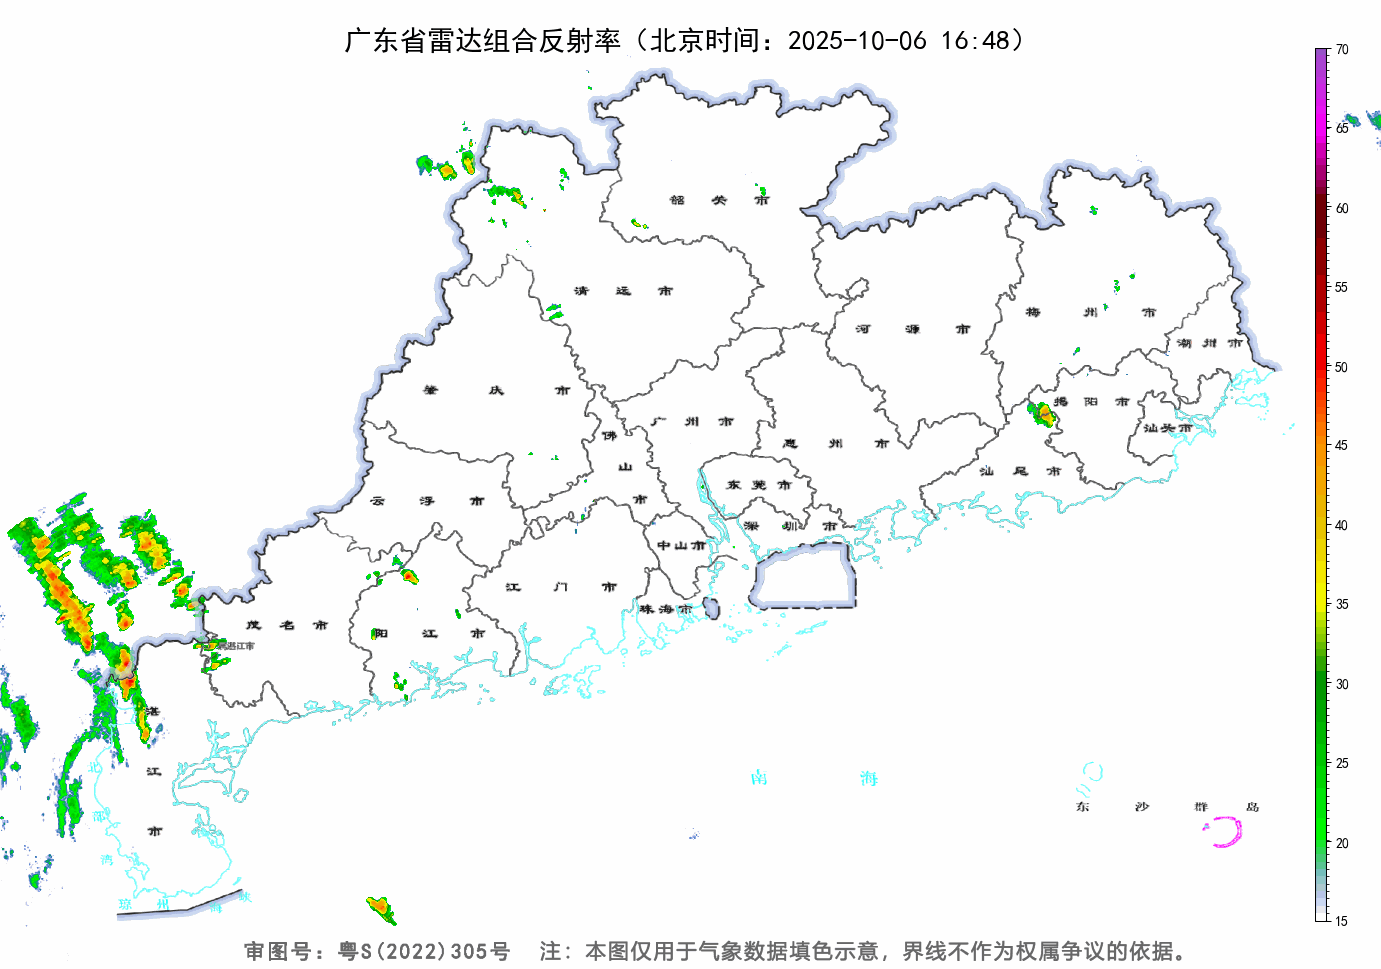 广东省雷达组合反射率（北京时间：2025-10-06 16:48）
70
65
60
55
50
45
40
35
30
25
20
15
韶关市
清远市
河源市
梅州市
潮州市
肇庆市
广州市
揭阳市
汕头市
佛山市
惠州市
云浮市
东莞市
汕尾市
深圳市
中山市
江门市
珠海市
茂名市
阳江市
属湛江市
湛江市
北部湾
南海
东沙群岛
琼州海峡
审图号：粤S(2022)305号 注：本图仅用于气象数据填色示意，界线不作为权属争议的依据。